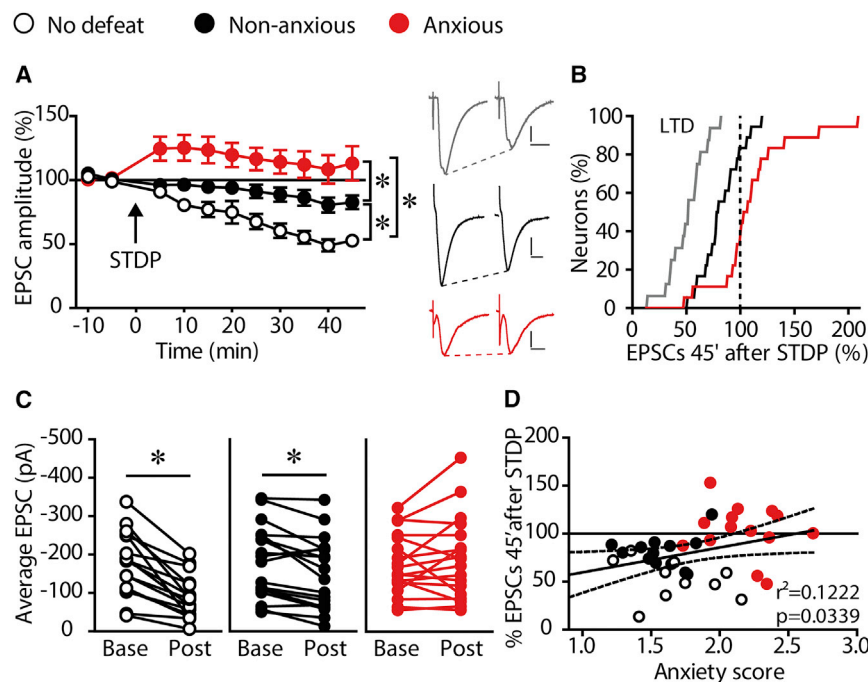 No defeat Non-anxious Anxious
A
EPSC amplitude (%)
150
100
50
0
STDP
*
*
*
-10 0 10 20 30 40
Time (min)
B
Neurons (%)
100
80
60
40
20
0
LTD
0 50 100 150 200
EPSCs 45' after STDP (%)
C
Average EPSC (pA)
-500
-400
-300
-200
-100
0
*
*
Base Post Base Post Base Post
D
% EPSCs 45'after STDP
200
150
100
50
0
r²=0.1222
p=0.0339
1.0 1.5 2.0 2.5 3.0
Anxiety score